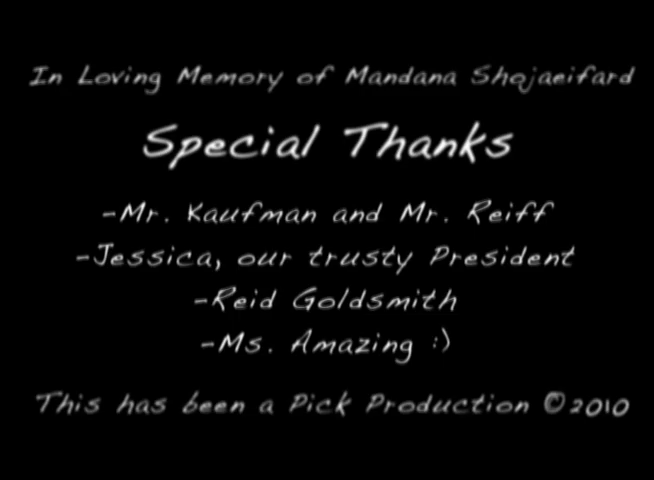 In Loving Memory of Mandana Shojaeifard
Special Thanks
-Mr. Kaufman and Mr. Reiff
-Jessica, our trusty President
-Reid Goldsmith
-Ms. Amazing :)
This has been a Pick Production ©2010